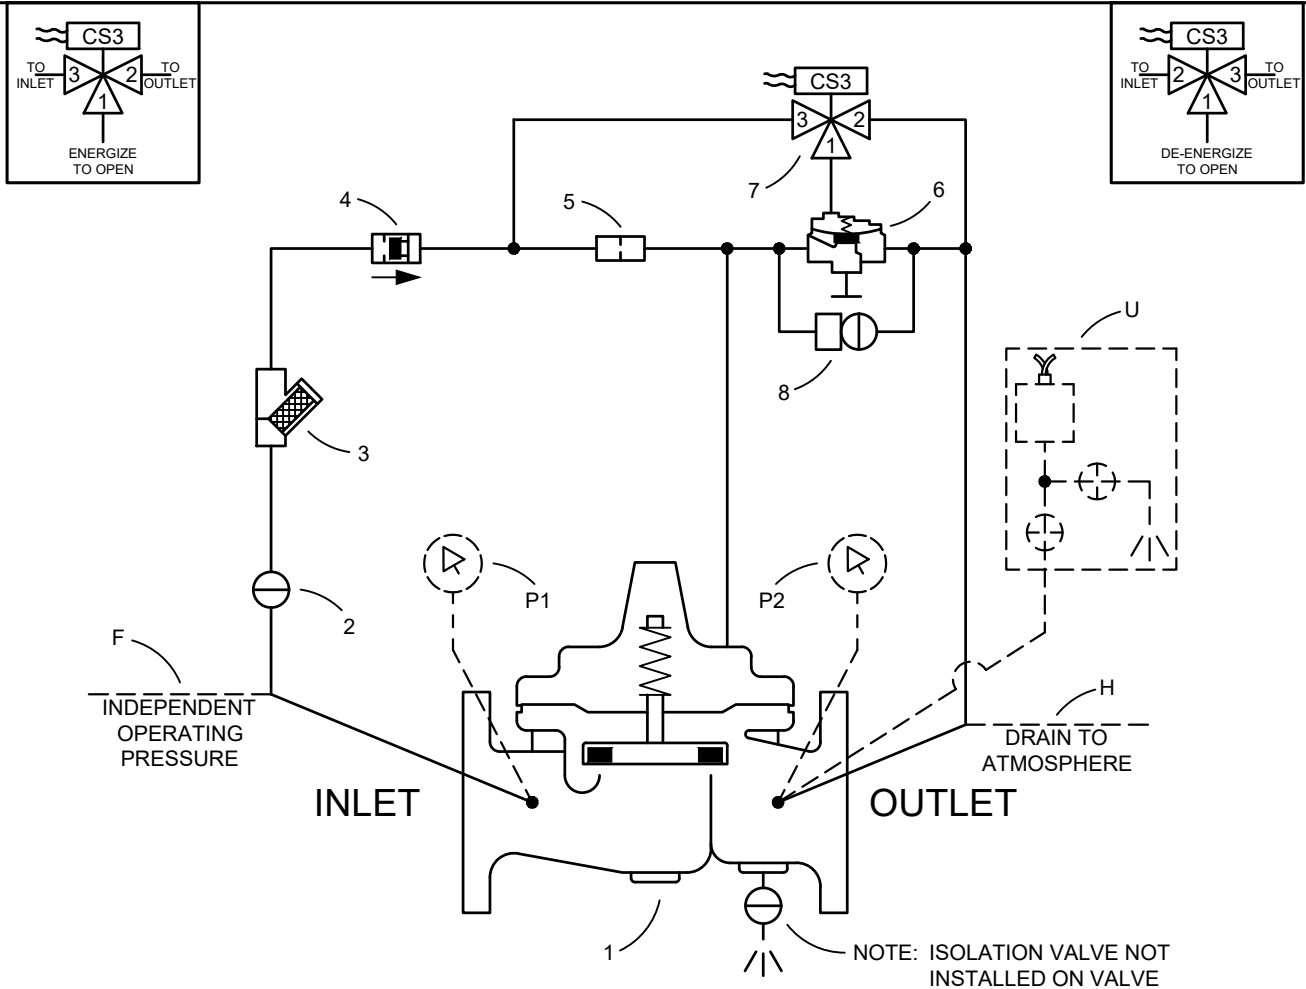 CS3
TO INLET
3
2
TO OUTLET
1
ENERGIZE
TO OPEN
CS3
TO INLET
2
3
TO OUTLET
1
DE-ENERGIZE
TO OPEN
CS3
3
2
1
7
6
4
5
8
U
3
2
P1
P2
F
INDEPENDENT
OPERATING
PRESSURE
H
DRAIN TO
ATMOSPHERE
INLET
OUTLET
1
NOTE: ISOLATION VALVE NOT
INSTALLED ON VALVE